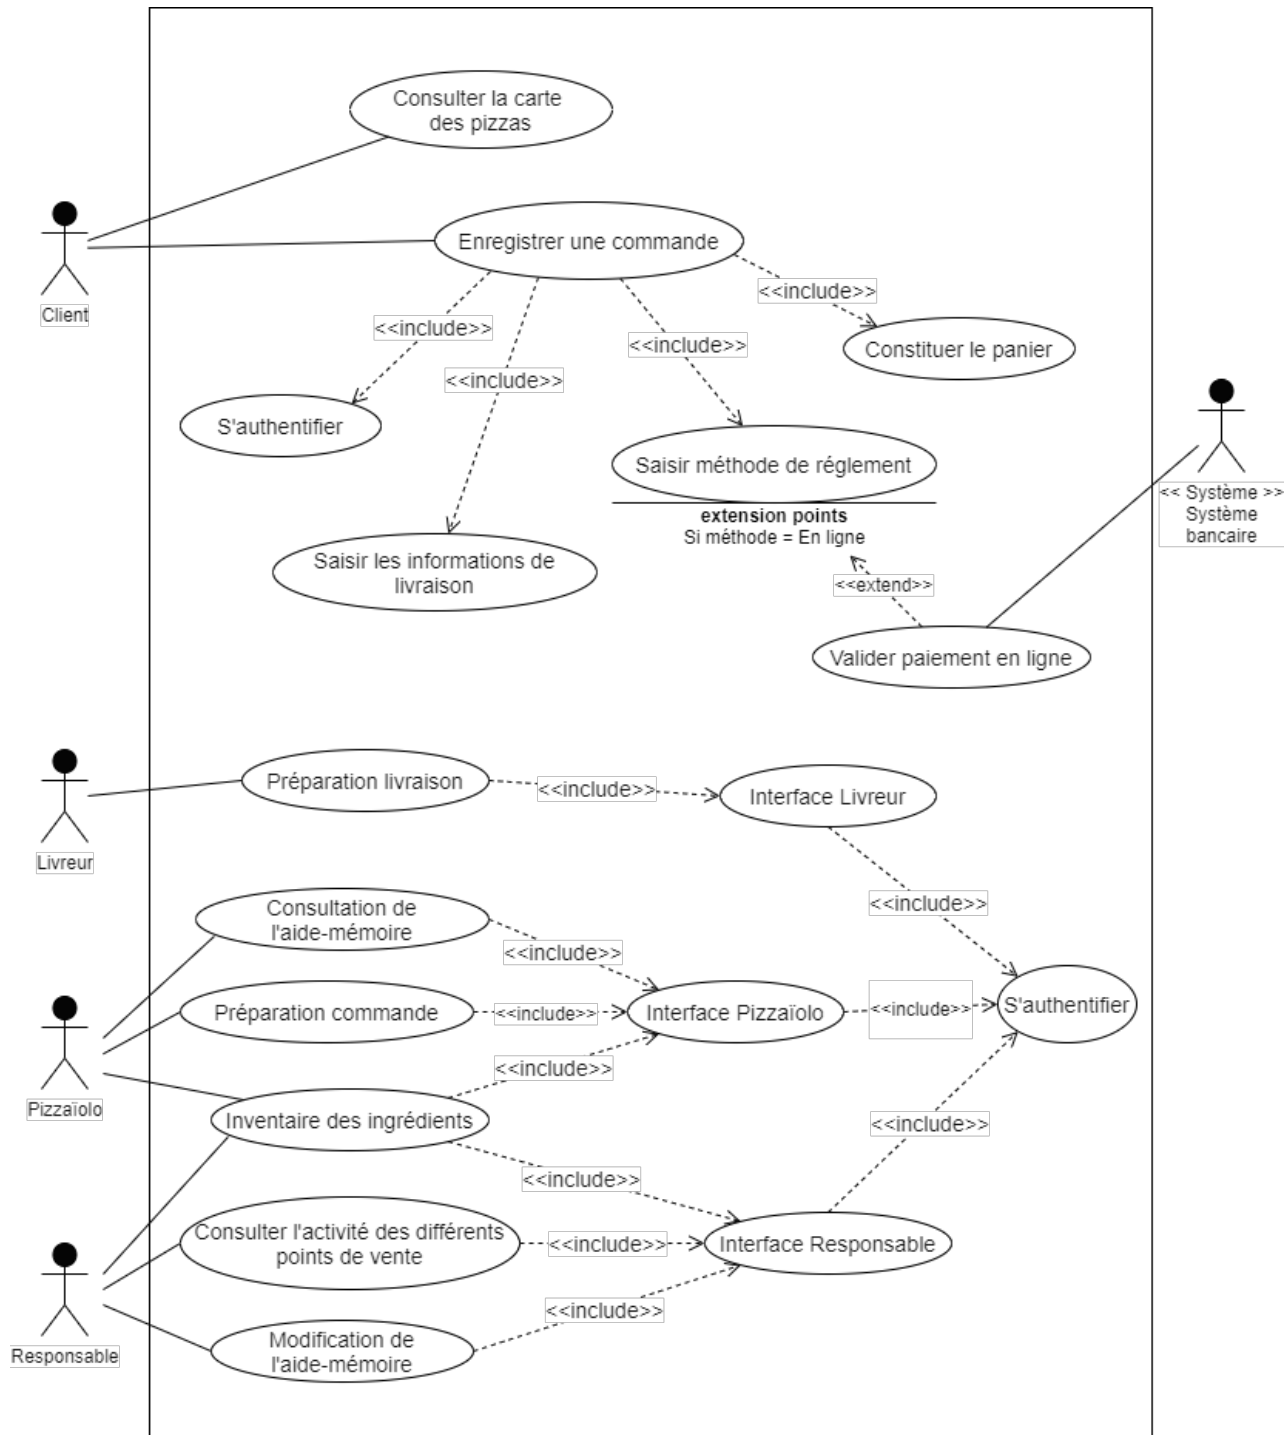 Consulter la carte
des pizzas
Enregistrer une commande
Client
<<include>>
<<include>>
<<include>>
<<include>>
Constituer le panier
S'authentifier
Saisir méthode de réglement
extension points
Si méthode = En ligne
<< Système >>
Système
bancaire
Saisir les informations de
livraison
<<extend>>
Valider paiement en ligne
Préparation livraison
<<include>>
Interface Livreur
Livreur
<<include>>
Consultation de
l'aide-mémoire
<<include>>
Préparation commande
<<include>>
Interface Pizzaïolo
<<include>>
S'authentifier
<<include>>
Pizzaïolo
Inventaire des ingrédients
<<include>>
<<include>>
Consulter l'activité des différents
points de vente
<<include>>
Interface Responsable
<<include>>
Modification de
l'aide-mémoire
Responsable